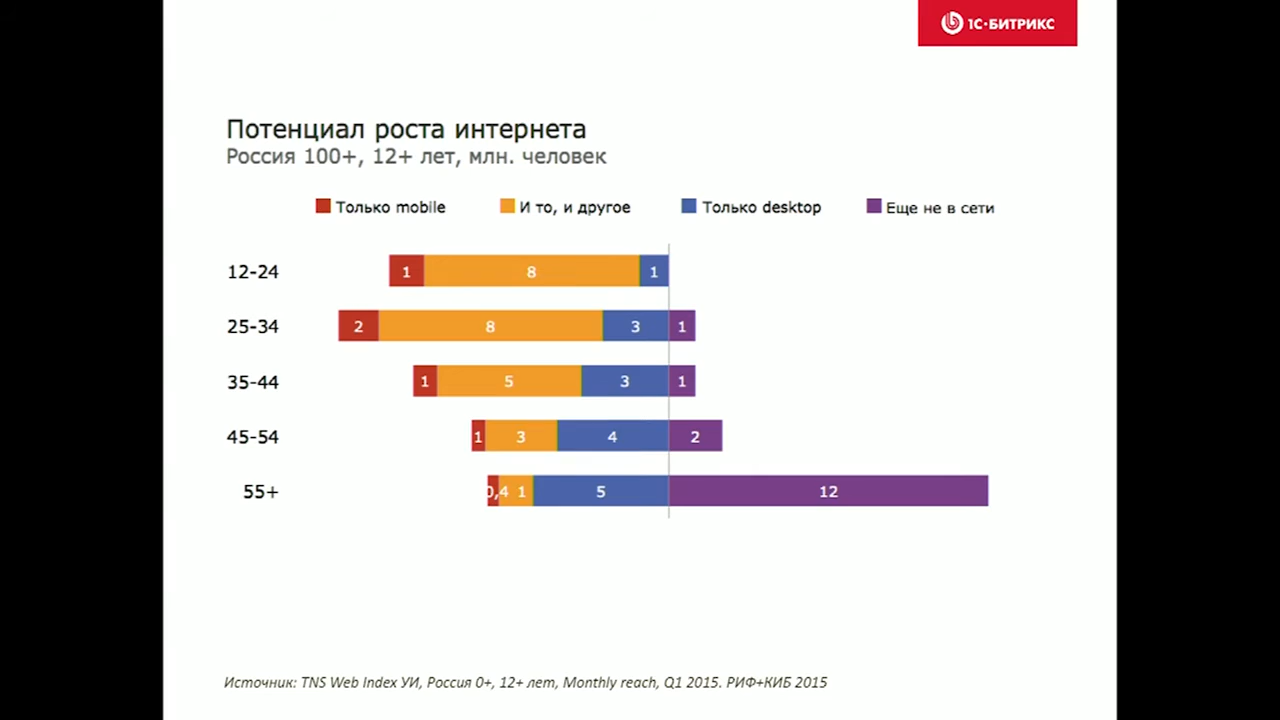 1С·БИТРИКС
Потенциал роста интернета
Россия 100+, 12+ лет, млн. человек
Только mobile И то, и другое Только desktop Еще не в сети
12-24 1 8 1
25-34 2 8 3 1
35-44 1 5 3 1
45-54 1 3 4 2
55+ 0,4 1 5 12
Источник: TNS Web Index УИ, Россия 0+, 12+ лет, Monthly reach, Q1 2015. РИФ+КИБ 2015